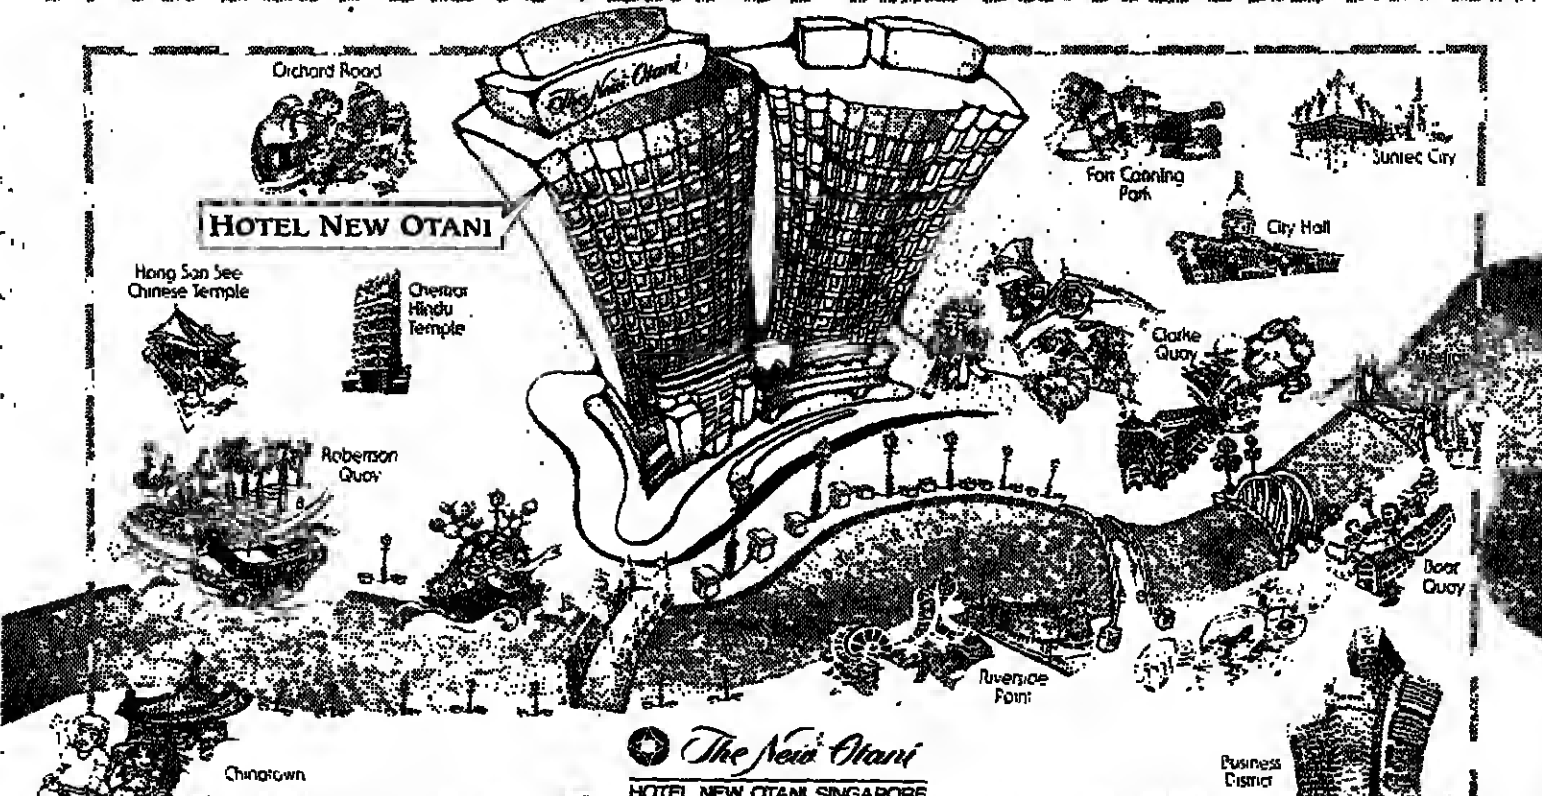 Orchard Road
The New Otani
Fort Canning
Park
Suntec City
HOTEL NEW OTANI
City Hall
Hong San See
Chinese Temple
Chettiar
Hindu
Temple
Clarke
Quay
Robertson
Quay
Boat
Quay
Riverside
Point
The New Otani
HOTEL NEW OTANI SINGAPORE
Chinatown
Business
District